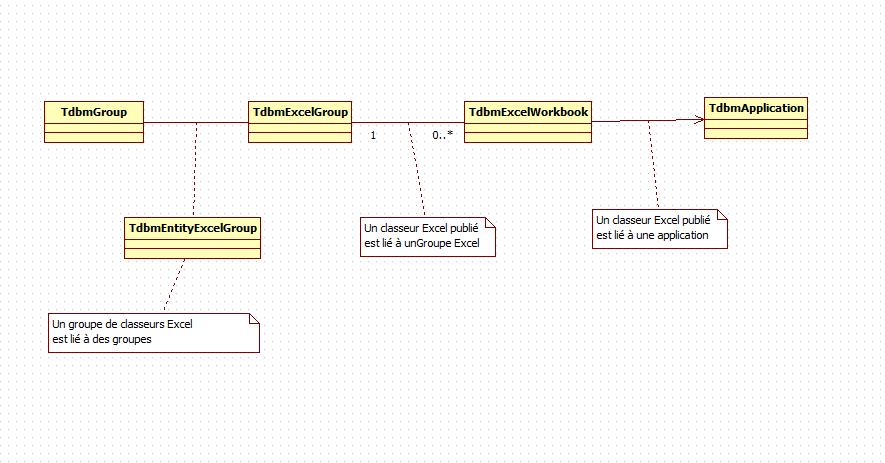 TdbmGroup
TdbmExcelGroup
TdbmExcelWorkbook
TdbmApplication
1
0..*
TdbmEntityExcelGroup
Un classeur Excel publié
est lié à unGroupe Excel
Un classeur Excel publié
est lié à une application
Un groupe de classeurs Excel
est lié à des groupes